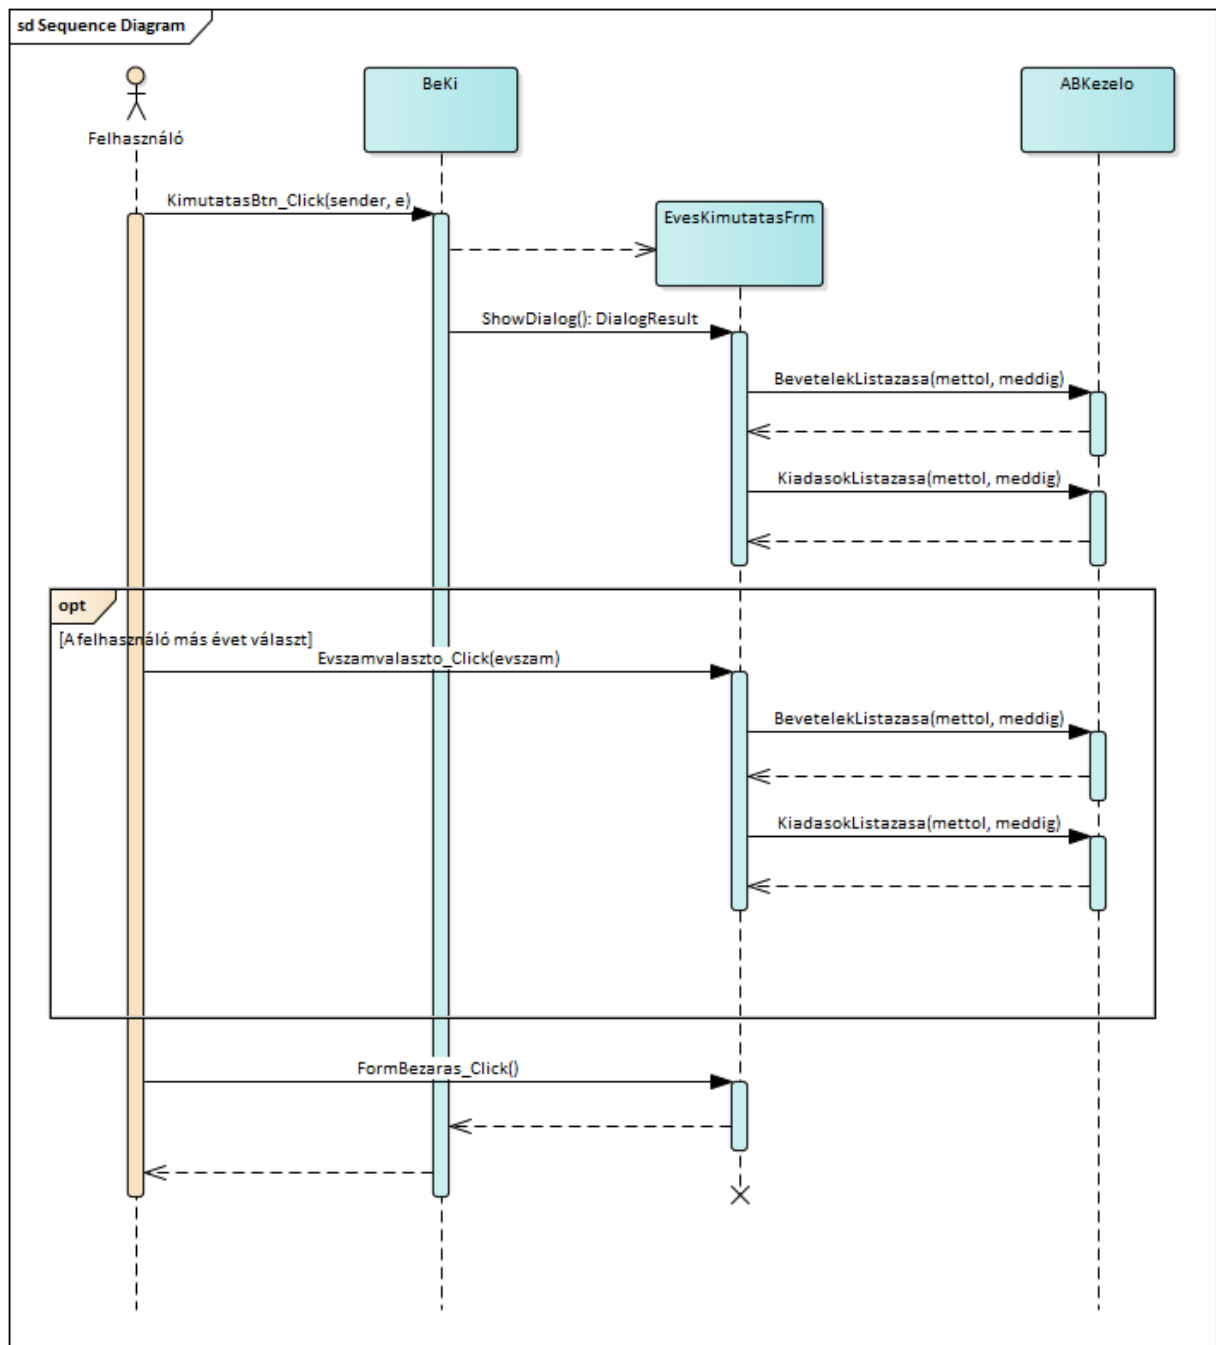 sd Sequence Diagram
Felhasználó
BeKi
ABKezelo
KimutatasBtn_Click(sender, e)
EvesKimutatasFrm
ShowDialog(): DialogResult
BevetelekListazasa(mettol, meddig)
KiadasokListazasa(mettol, meddig)
opt
[A felhasználó más évet választ]
Evszamvalaszto_Click(evszam)
BevetelekListazasa(mettol, meddig)
KiadasokListazasa(mettol, meddig)
FormBezaras_Click()